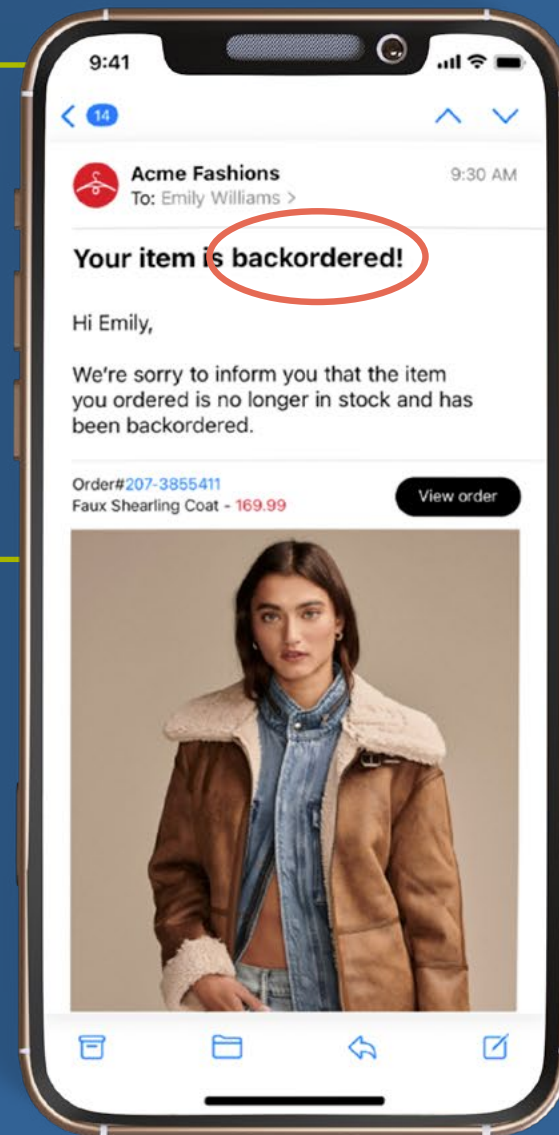 9:41
14
Acme Fashions
9:30 AM
To: Emily Williams >
Your item is backordered!
Hi Emily,
We're sorry to inform you that the item
you ordered is no longer in stock and has
been backordered.
Order#207-3855411
Faux Shearling Coat - 169.99
View order